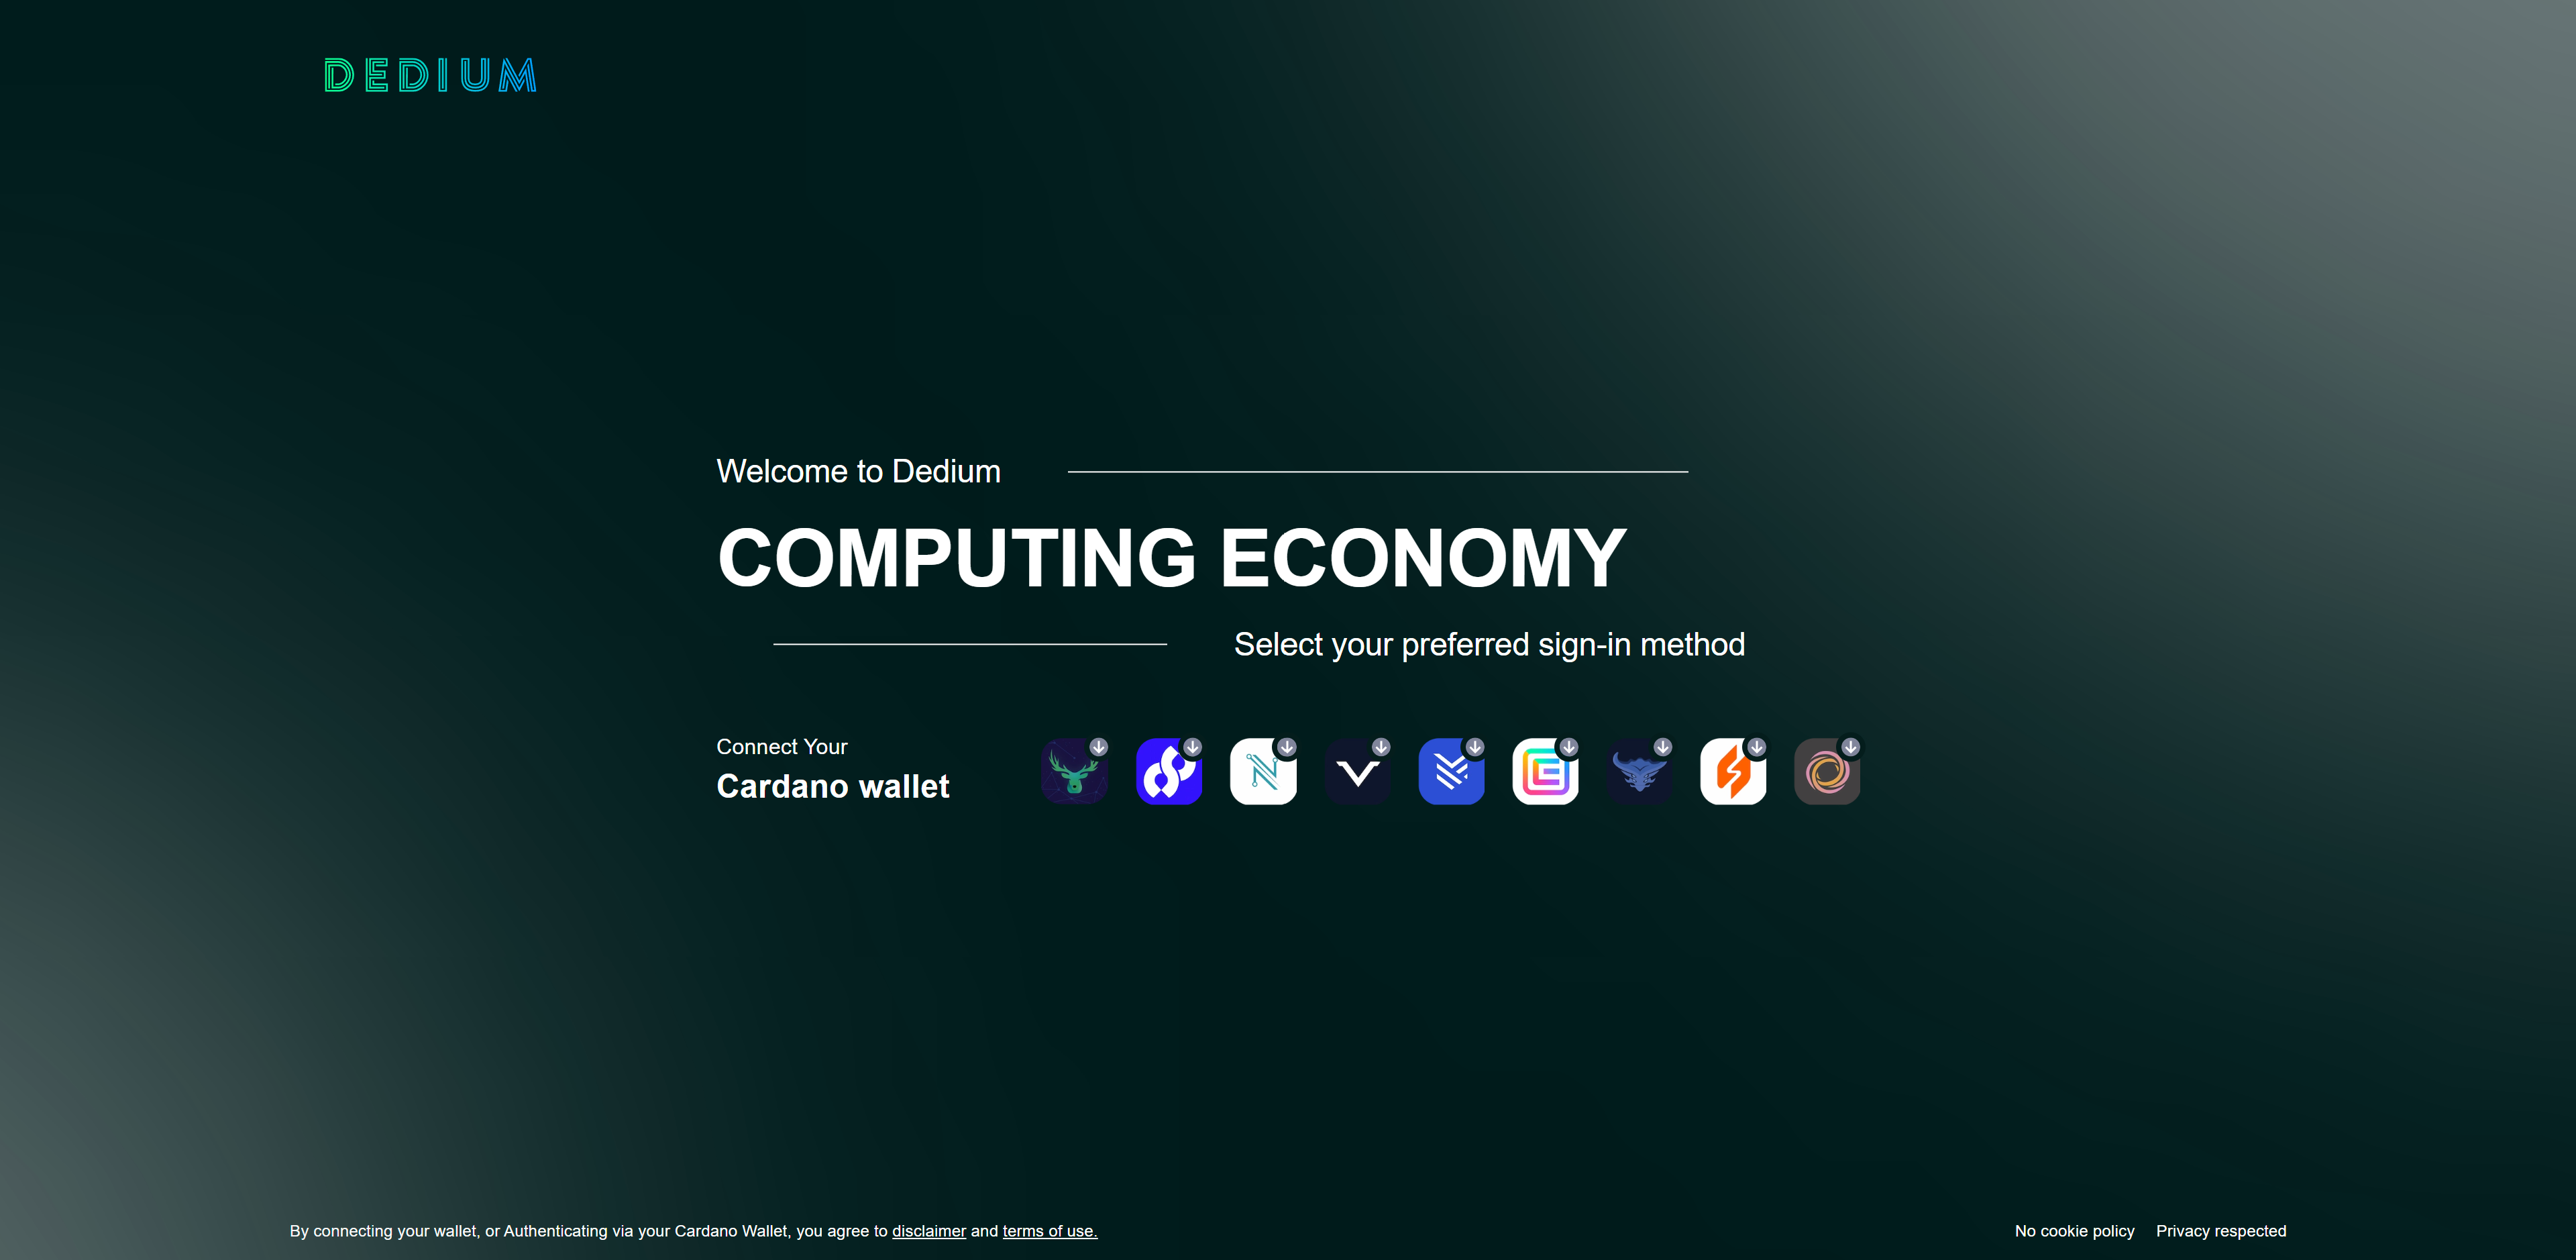 DEDIUM
Welcome to Dedium
COMPUTING ECONOMY
Select your preferred sign-in method
Connect Your
Cardano wallet
By connecting your wallet, or Authenticating via your Cardano Wallet, you agree to disclaimer and terms of use.
No cookie policy
Privacy respected